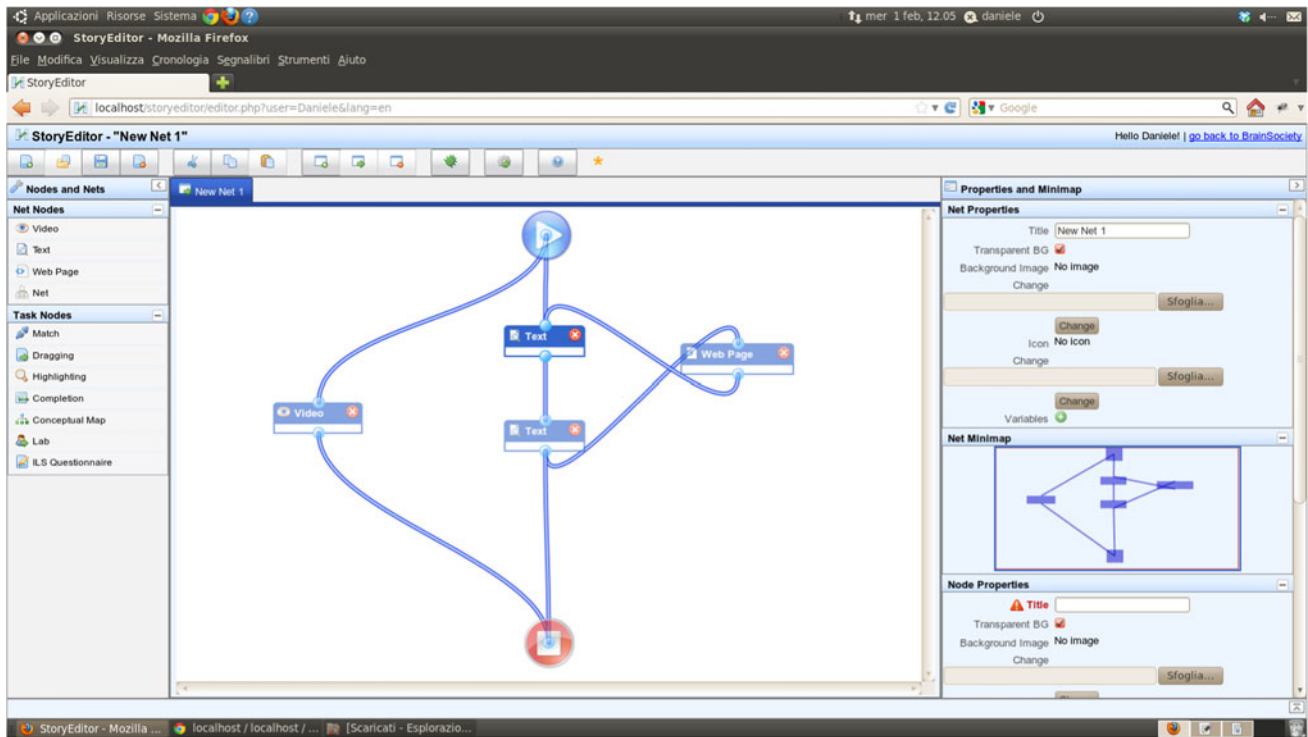 Applicazioni Risorse Sistema mer 1 feb, 12.05 daniele
StoryEditor - Mozilla Firefox
File Modifica Visualizza Cronologia Segnalibri Strumenti Aiuto
StoryEditor
localhost/storyeditor/editor.php?user=Daniele&lang=en Google
StoryEditor - "New Net 1" Hello Daniele! | go back to BrainSociety
Nodes and Nets
Net Nodes
Video
Text
Web Page
Net
Task Nodes
Match
Dragging
Highlighting
Completion
Conceptual Map
Lab
ILS Questionnaire
New Net 1
Text
Web Page
Video
Text
Properties and Minimap
Net Properties
Title New Net 1
Transparent BG
Background Image No image
Change
Sfoglia...
Change
Icon No icon
Change
Sfoglia...
Change
Variables
Net Minimap
Node Properties
Title
Transparent BG
Background Image No image
Change
Sfoglia...
StoryEditor - Mozilla ... localhost / localhost / ... [Scaricati - Esplorazio...